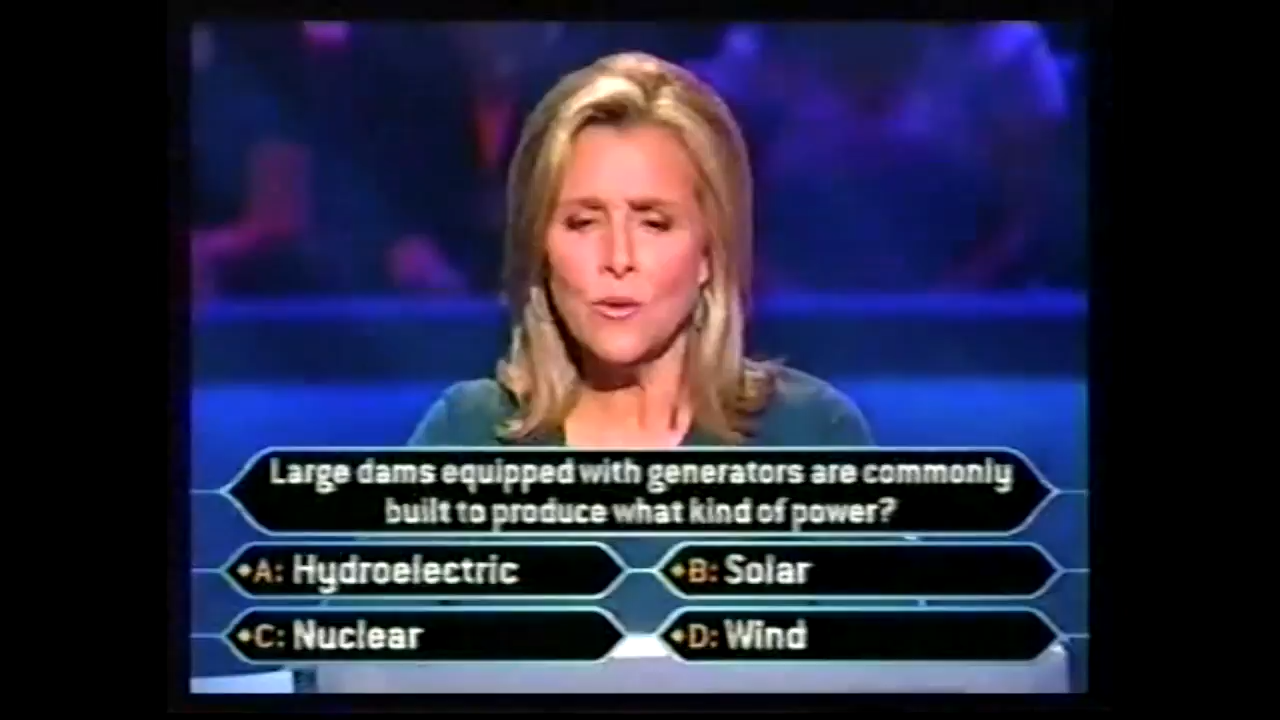 Large dams equipped with generators are commonly
built to produce what kind of power?
A: Hydroelectric
B: Solar
C: Nuclear
D: Wind